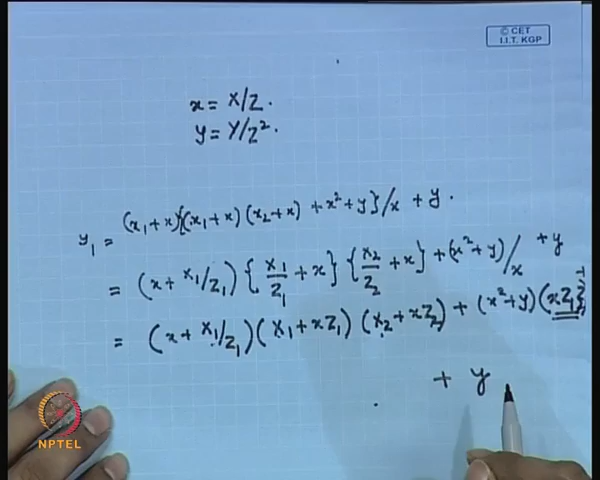 © CET
I.I.T. KGP
x = X/Z.
y = Y/Z².
y₁ = (x₁+x){(x₁+x)(x₂+x) + x²+y}/x + y.
= (x + X₁/Z₁) { X₁/Z₁ + x } { X₂/Z₂ + x } + (x²+y)/x + y
= (x + X₁/Z₁)(X₁+xZ₁)(X₂+xZ₂) + (x²+y)(xZ₁
+ y
NPTEL